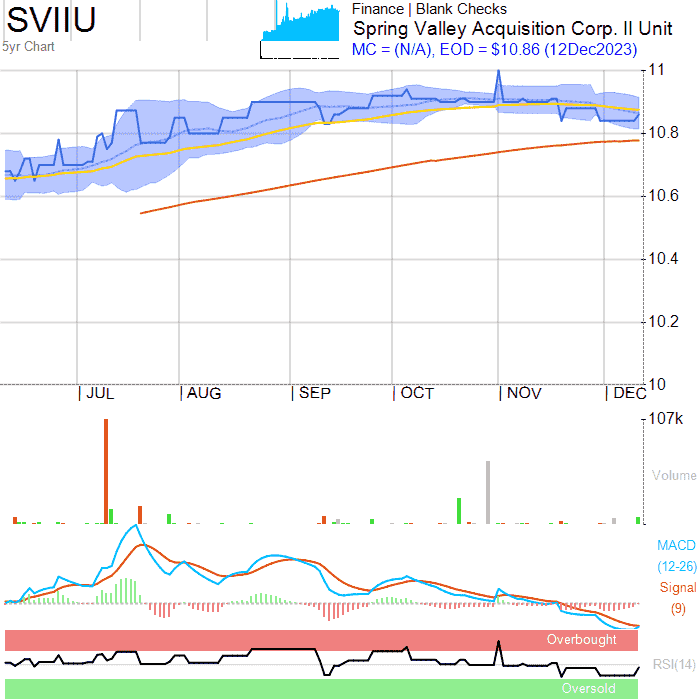 SVIIU
5yr Chart
Finance | Blank Checks
Spring Valley Acquisition Corp. II Unit
MC = (N/A), EOD = $10.86 (12Dec2023)
11
10.8
10.6
10.4
10.2
10
| JUL | AUG | SEP | OCT | NOV | DEC
107k
Volume
MACD
(12-26)
Signal
(9)
Overbought
RSI(14)
Oversold